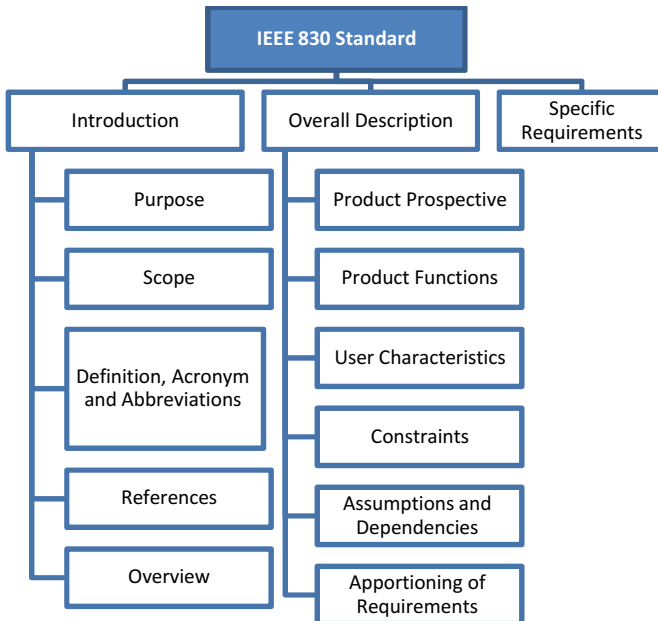 IEEE 830 Standard
Introduction
Purpose
Scope
Definition, Acronym
and Abbreviations
References
Overview
Overall Description
Product Prospective
Product Functions
User Characteristics
Constraints
Assumptions and
Dependencies
Apportioning of
Requirements
Specific
Requirements